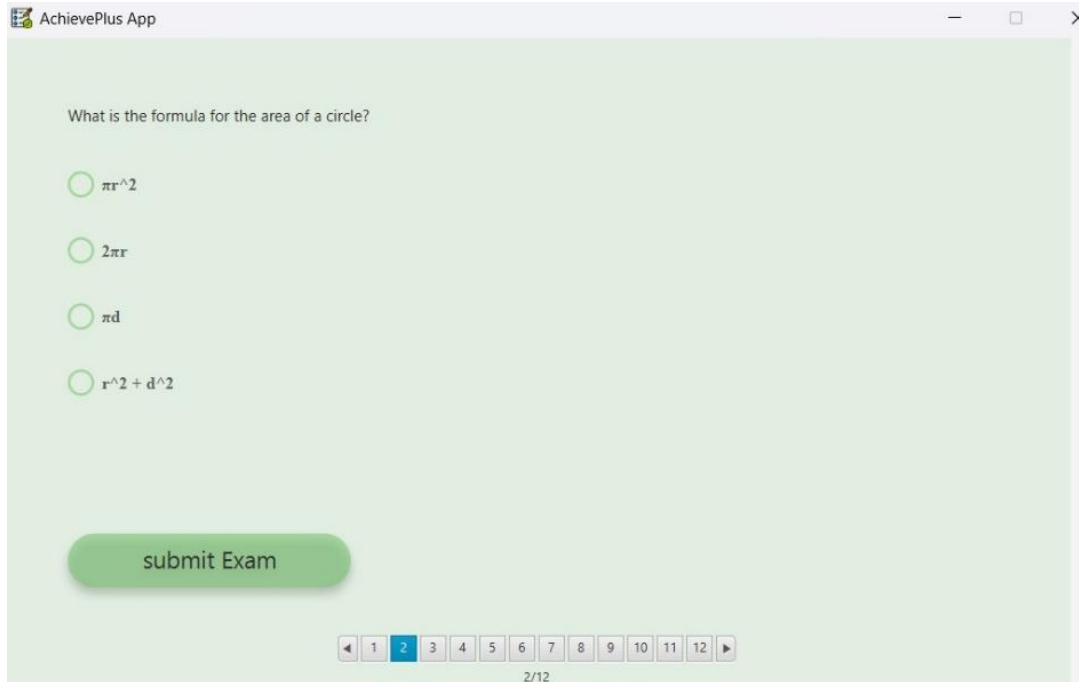 AchievePlus App
What is the formula for the area of a circle?
πr^2
2πr
πd
r^2 + d^2
submit Exam
1 2 3 4 5 6 7 8 9 10 11 12
2/12